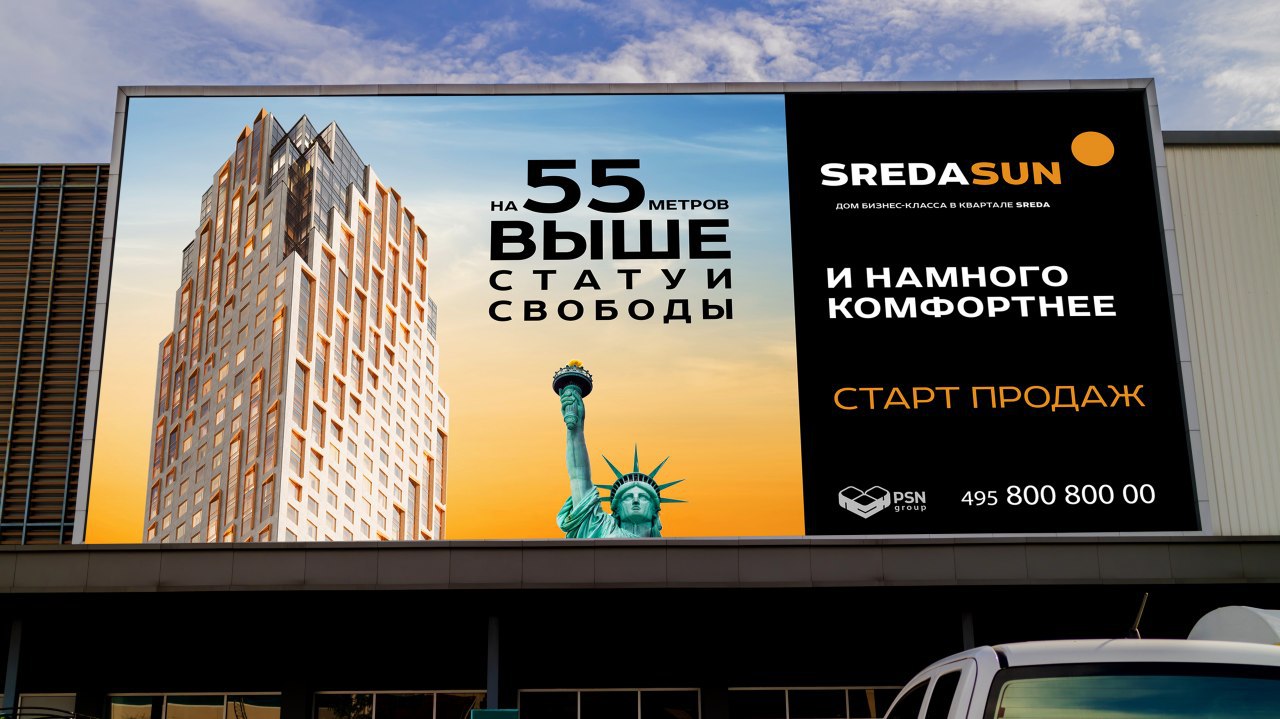 НА 55 МЕТРОВ
ВЫШЕ
СТАТУИ
СВОБОДЫ
SREDASUN
ДОМ БИЗНЕС-КЛАССА В КВАРТАЛЕ SREDA
И НАМНОГО
КОМФОРТНЕЕ
СТАРТ ПРОДАЖ
PSN
group
495 800 800 00